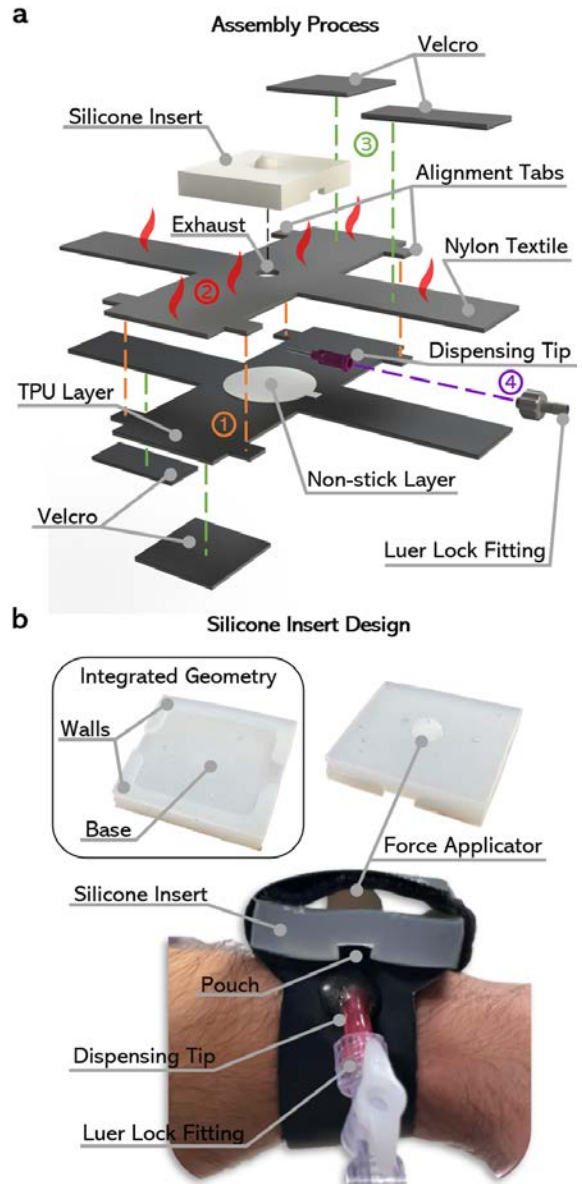 a
Assembly Process
Velcro
Silicone Insert
3
Alignment Tabs
Exhaust
Nylon Textile
2
Dispensing Tip
4
TPU Layer
1
Non-stick Layer
Velcro
Luer Lock Fitting
b
Silicone Insert Design
Integrated Geometry
Walls
Base
Force Applicator
Silicone Insert
Pouch
Dispensing Tip
Luer Lock Fitting